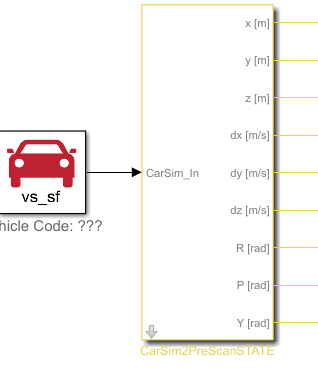 x [m]
y [m]
z [m]
dx [m/s]
CarSim_In
dy [m/s]
vs_sf
dz [m/s]
hicle Code: ???
R [rad]
P [rad]
Y [rad]
CarSim2PreScanSTATE